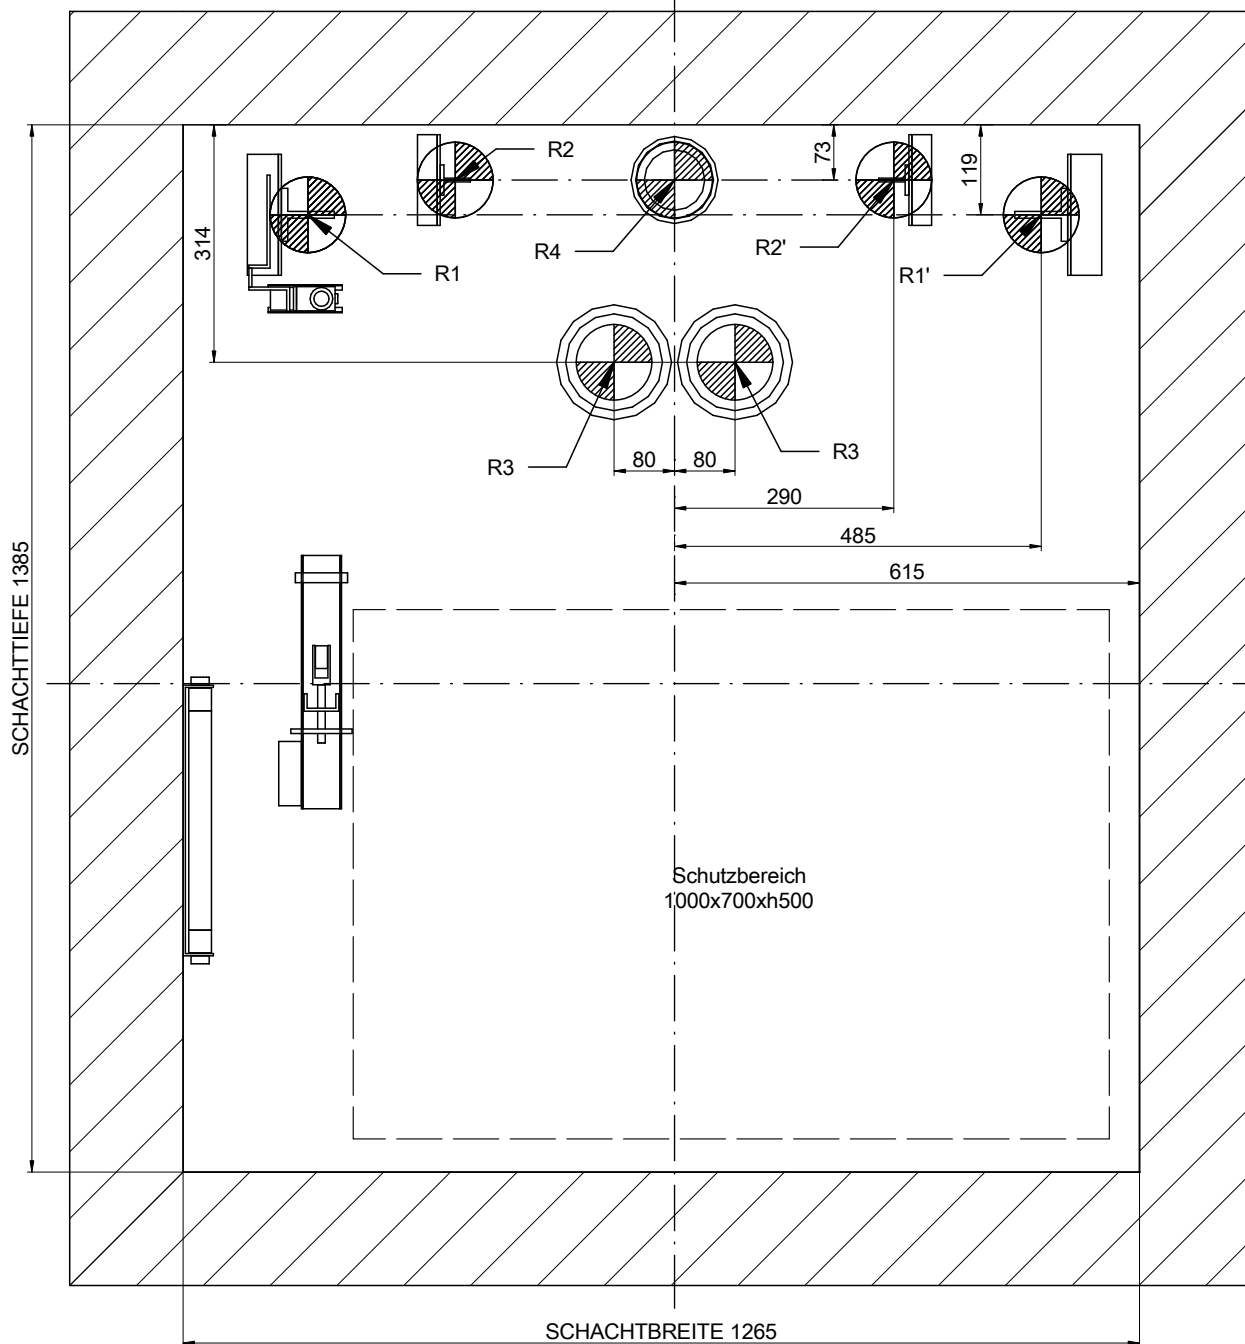 R2
73
119
314
R4
R2'
R1
R1'
R3
80
80
R3
290
485
615
SCHACHTTIEFE 1385
Schutzbereich
1000x700xh500
SCHACHTBREITE 1265